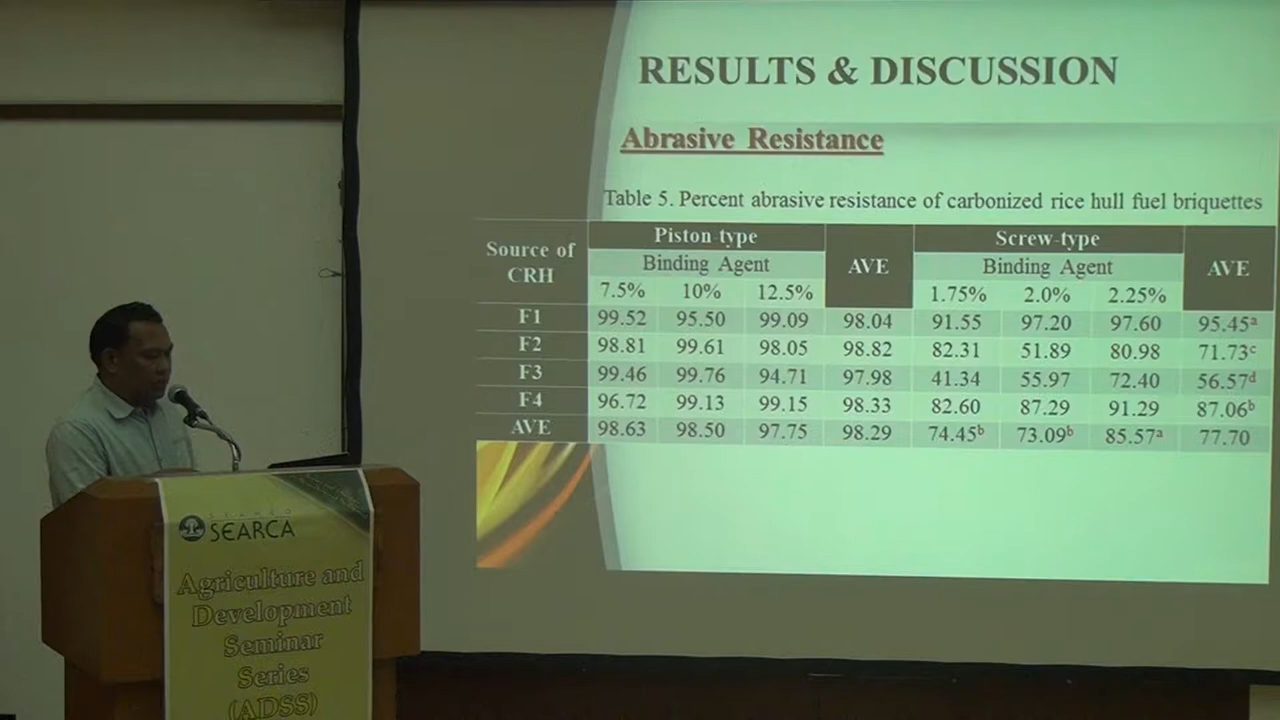 RESULTS & DISCUSSION
Abrasive Resistance
Table 5. Percent abrasive resistance of carbonized rice hull fuel briquettes
Source of CRH Piston-type AVE Screw-type AVE
Binding Agent Binding Agent
7.5% 10% 12.5% 1.75% 2.0% 2.25%
F1 99.52 95.50 99.09 98.04 91.55 97.20 97.60 95.45ᵃ
F2 98.81 99.61 98.05 98.82 82.31 51.89 80.98 71.73ᶜ
F3 99.46 99.76 94.71 97.98 41.34 55.97 72.40 56.57ᵈ
F4 96.72 99.13 99.15 98.33 82.60 87.29 91.29 87.06ᵇ
AVE 98.63 98.50 97.75 98.29 74.45ᵇ 73.09ᵇ 85.57ᵃ 77.70
SEARCA
Agriculture and
Development
Seminar
Series
(ADSS)